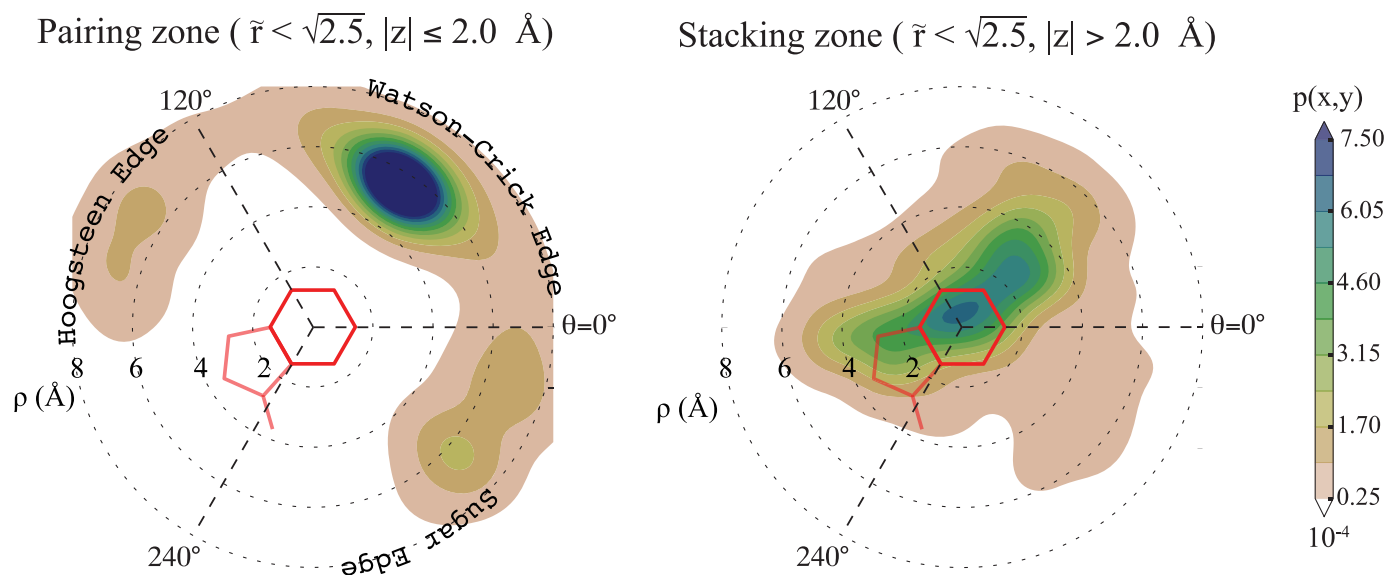 Pairing zone ( r̃ < √2.5, |z| ≤ 2.0 Å)
Stacking zone ( r̃ < √2.5, |z| > 2.0 Å)
Watson-Crick Edge
Hoogsteen Edge
Sugar Edge
120°
θ=0°
240°
8 6 4 2
ρ (Å)
120°
θ=0°
240°
8 6 4 2
ρ (Å)
p(x,y)
7.50
6.05
4.60
3.15
1.70
0.25
10⁻⁴